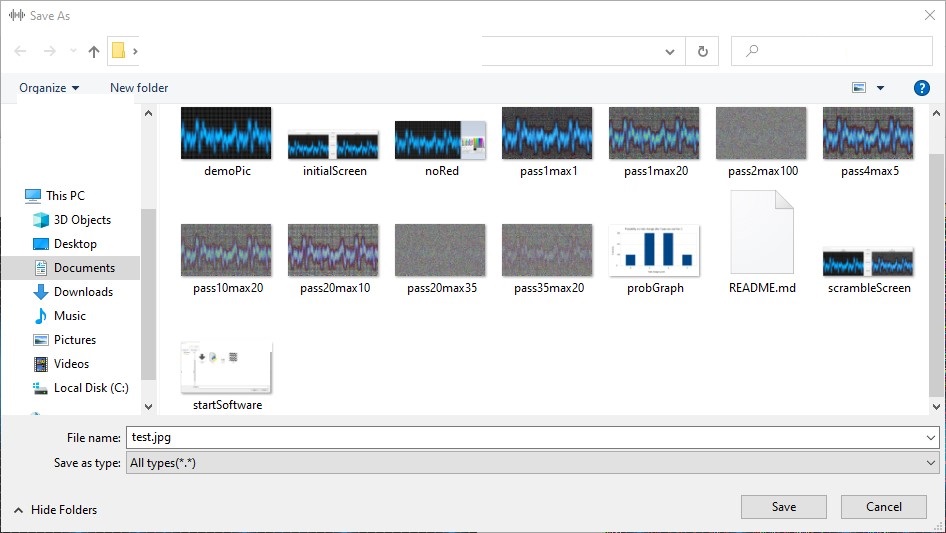 Save As
Organize
New folder
demoPic
initialScreen
noRed
pass1max1
pass1max20
pass2max100
pass4max5
This PC
3D Objects
Desktop
Documents
Downloads
Music
Pictures
Videos
Local Disk (C:)
pass10max20
pass20max10
pass20max35
pass35max20
probGraph
README.md
scrambleScreen
startSoftware
File name: test.jpg
Save as type: All types(*.*)
Hide Folders
Save
Cancel